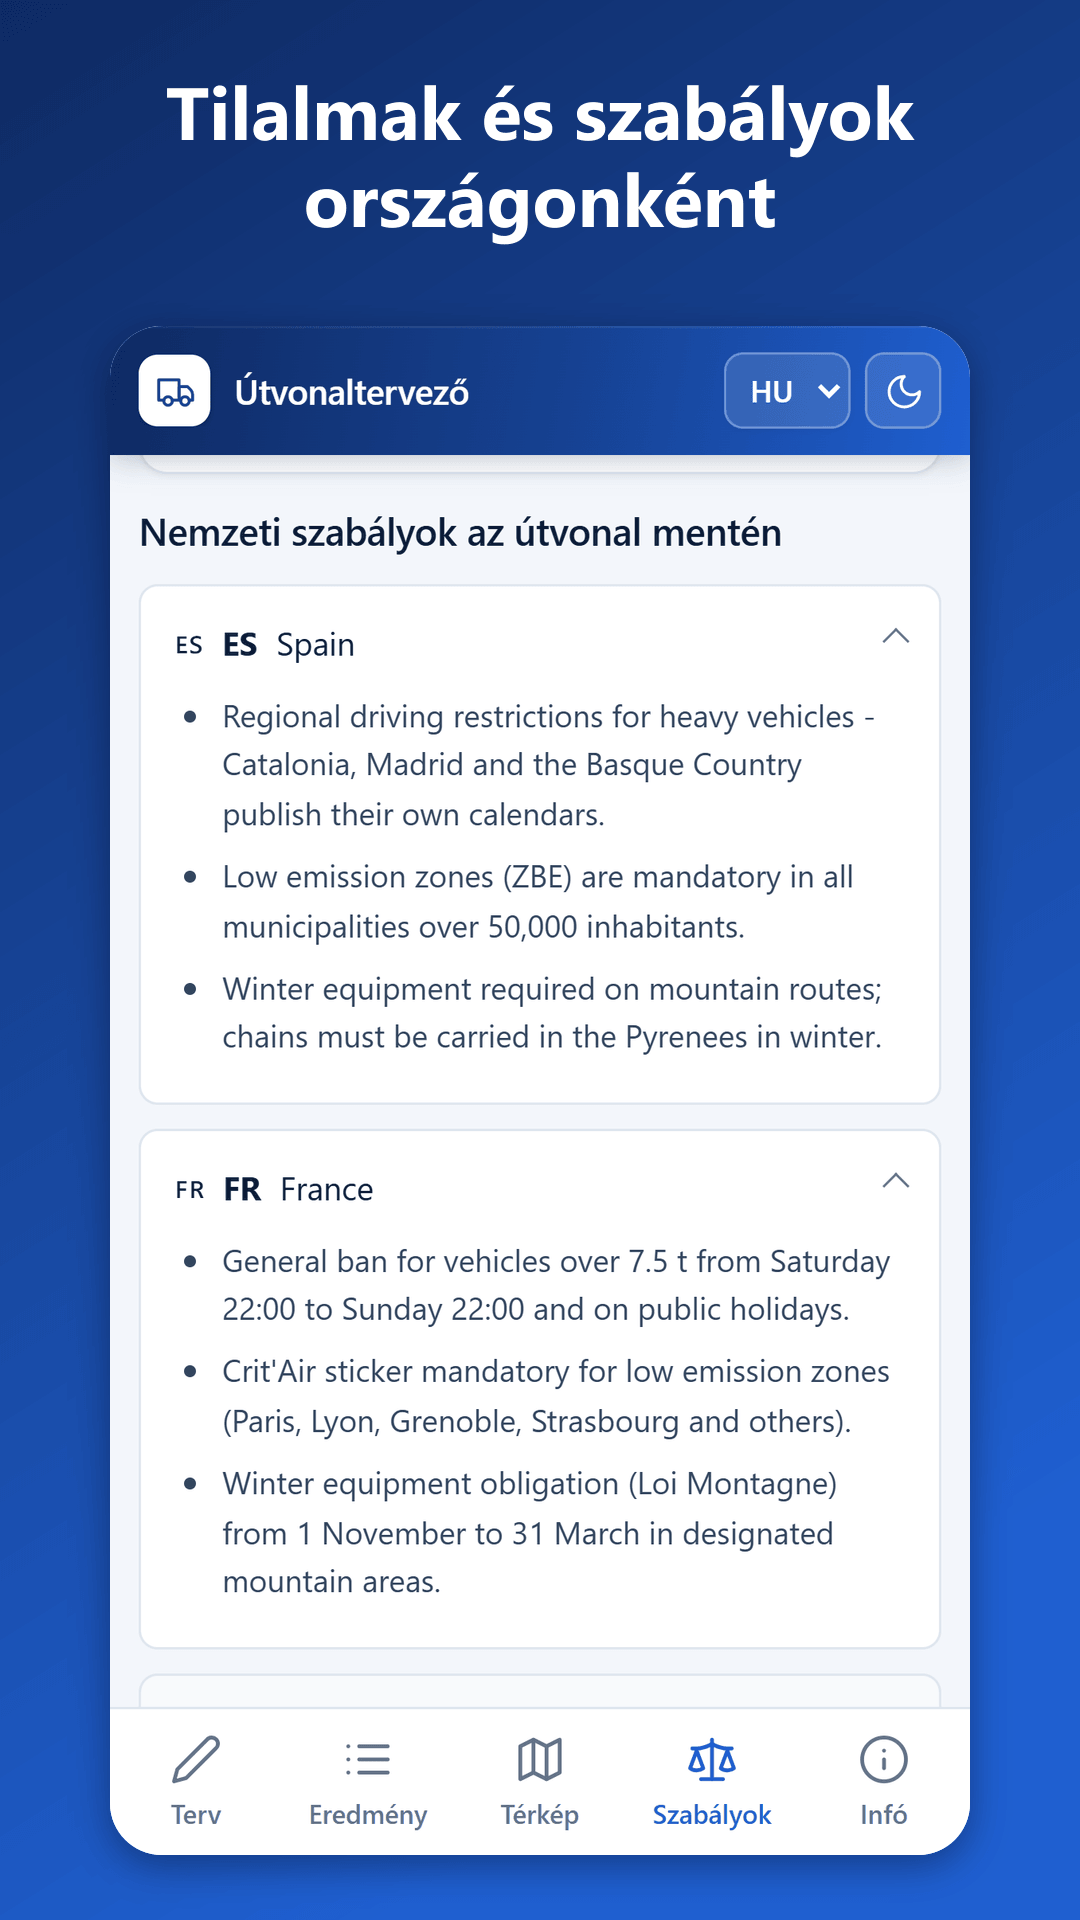 Tilalmak és szabályok
országonként
Útvonaltervező
HU
Nemzeti szabályok az útvonal mentén
ES ES Spain
Regional driving restrictions for heavy vehicles -
Catalonia, Madrid and the Basque Country
publish their own calendars.
Low emission zones (ZBE) are mandatory in all
municipalities over 50,000 inhabitants.
Winter equipment required on mountain routes;
chains must be carried in the Pyrenees in winter.
FR FR France
General ban for vehicles over 7.5 t from Saturday
22:00 to Sunday 22:00 and on public holidays.
Crit'Air sticker mandatory for low emission zones
(Paris, Lyon, Grenoble, Strasbourg and others).
Winter equipment obligation (Loi Montagne)
from 1 November to 31 March in designated
mountain areas.
Terv Eredmény Térkép Szabályok Infó